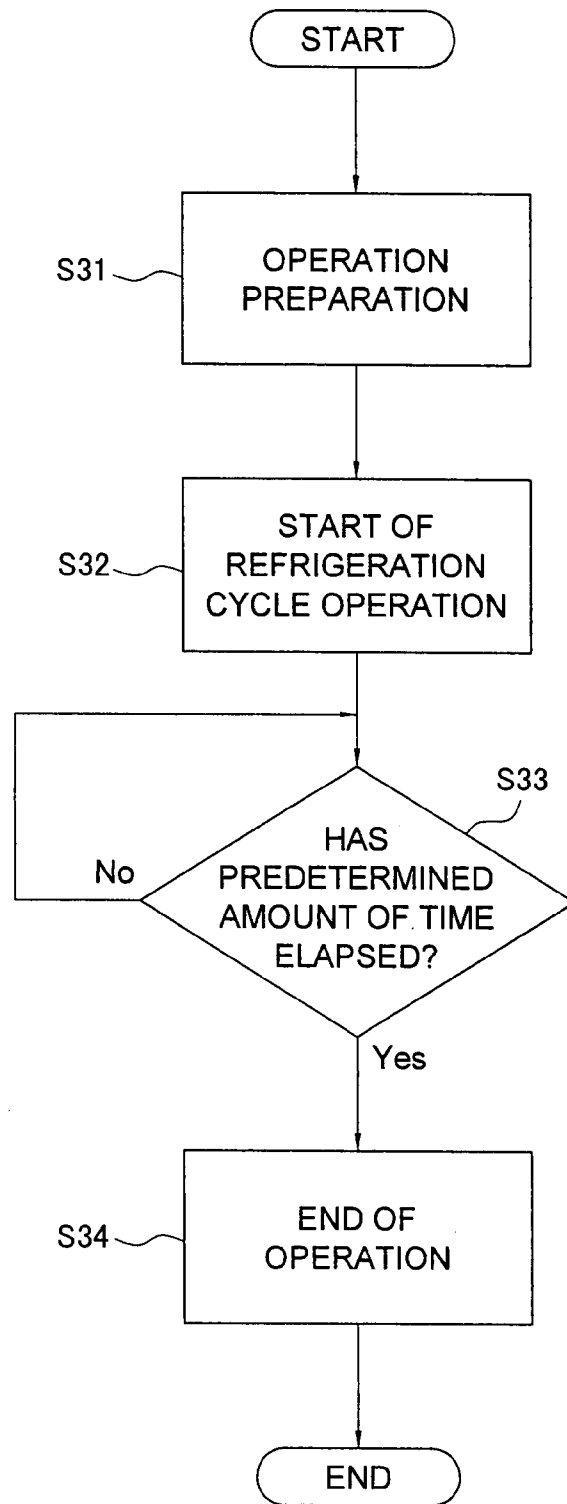 START
S31
OPERATION
PREPARATION
S32
START OF
REFRIGERATION
CYCLE OPERATION
S33
HAS
PREDETERMINED
AMOUNT OF TIME
ELAPSED?
No
Yes
S34
END OF
OPERATION
END